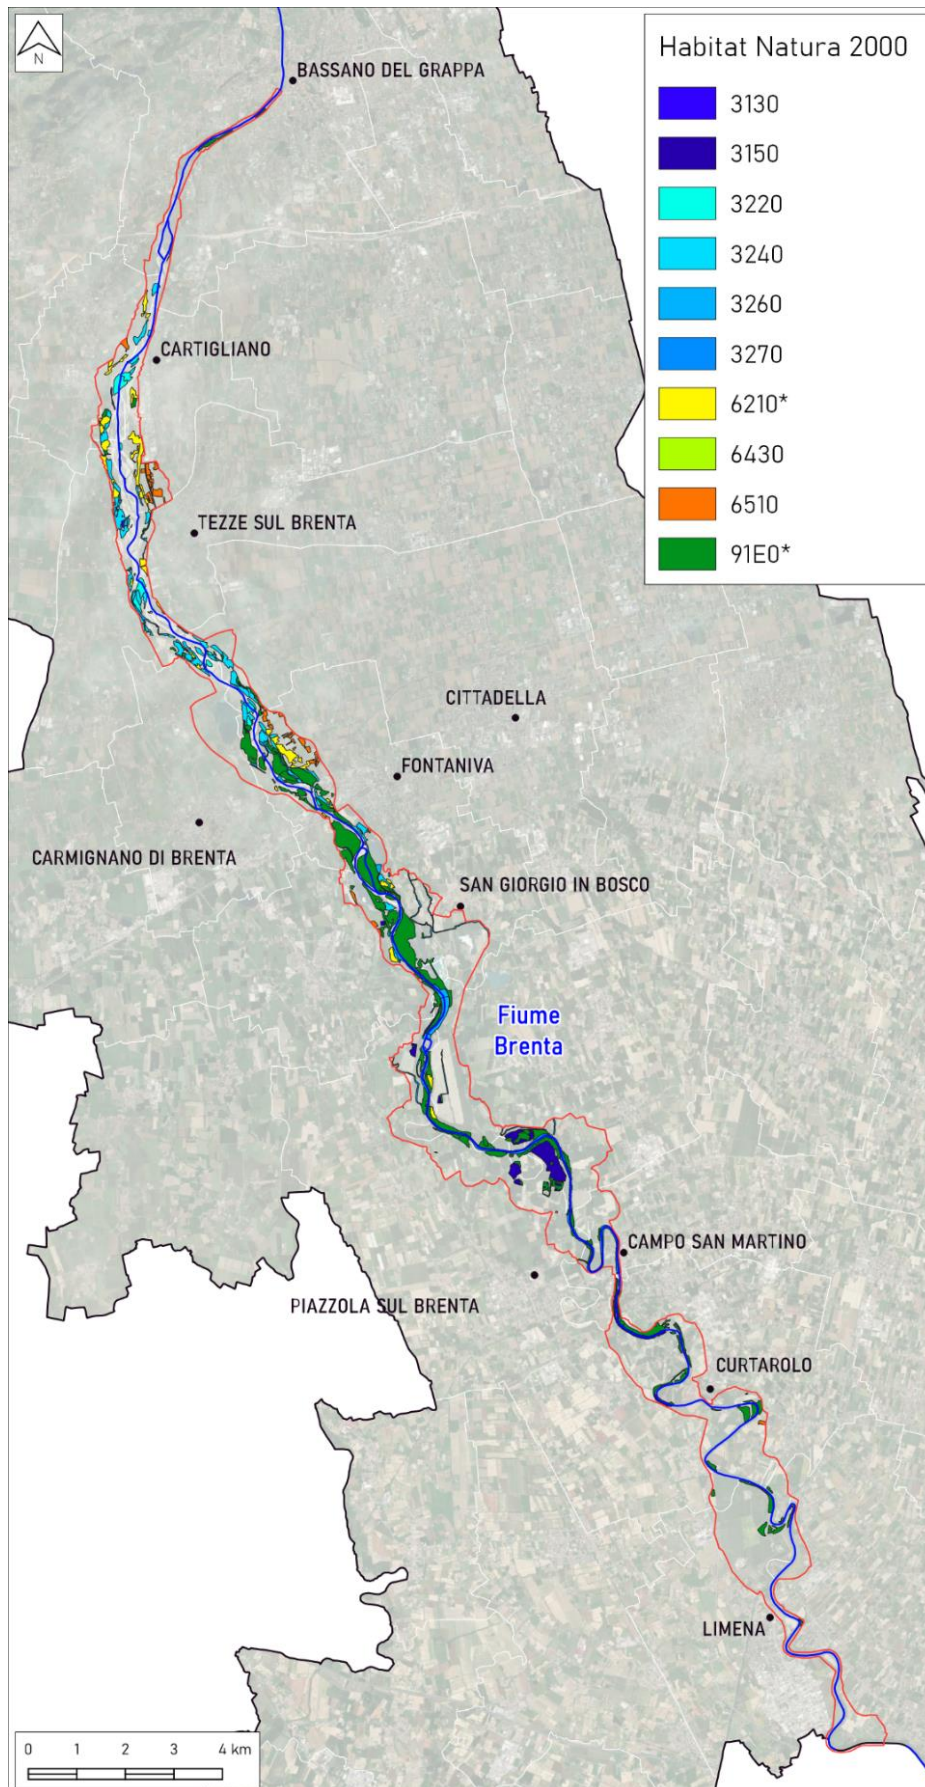 N
BASSANO DEL GRAPPA
Habitat Natura 2000
3130
3150
3220
3240
3260
3270
6210*
6430
6510
91E0*
CARTIGLIANO
TEZZE SUL BRENTA
CITTADELLA
FONTANIVA
CARMIGNANO DI BRENTA
SAN GIORGIO IN BOSCO
Fiume
Brenta
CAMPO SAN MARTINO
PIAZZOLA SUL BRENTA
CURTAROLO
LIMENA
0 1 2 3 4 km